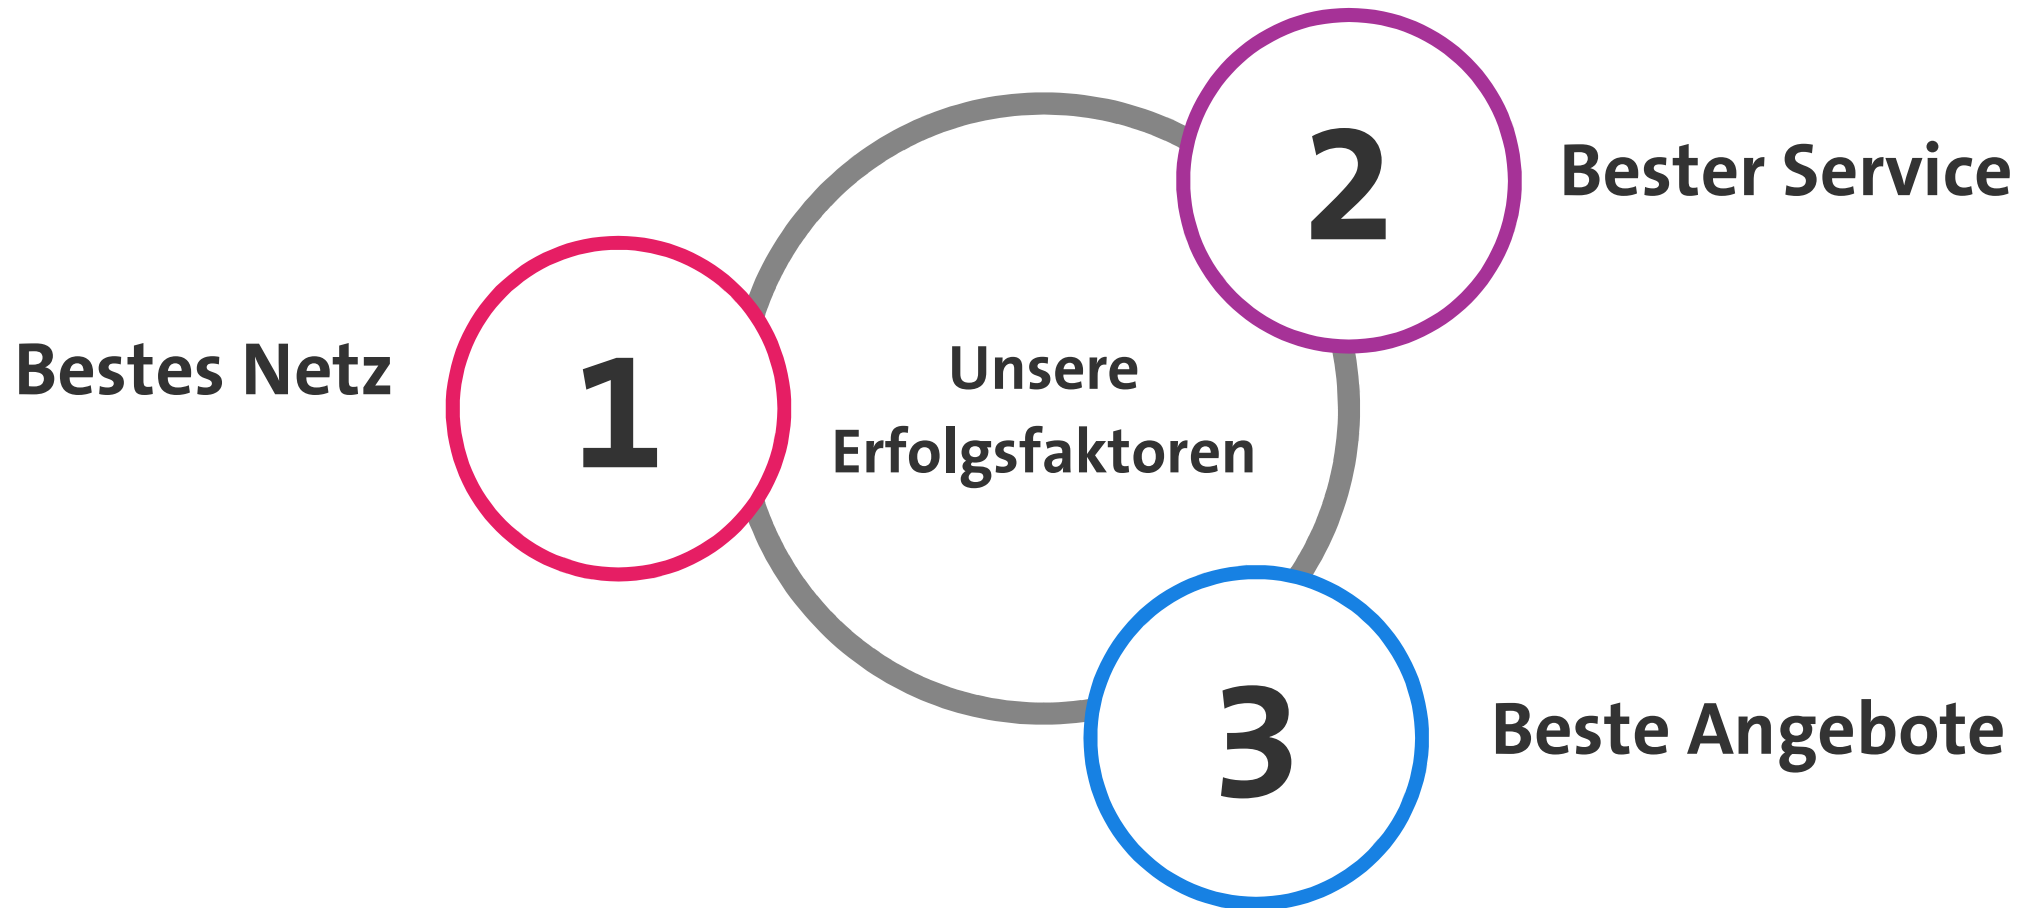 Bestes Netz
1
Unsere
Erfolgsfaktoren
2
Bester Service
3
Beste Angebote